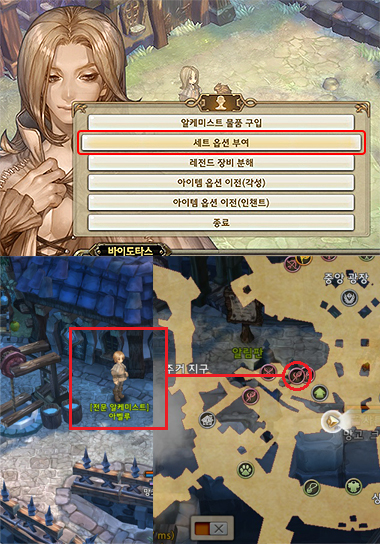 알케미스트 물품 구입
세트 옵션 부여
레전드 장비 분해
아이템 옵션 이전(각성)
아이템 옵션 이전(인챈트)
종료
바이도타스
중앙 광장
알림판
주거 지구
[전문 알케미스트]
아벨루
창고
/ms)